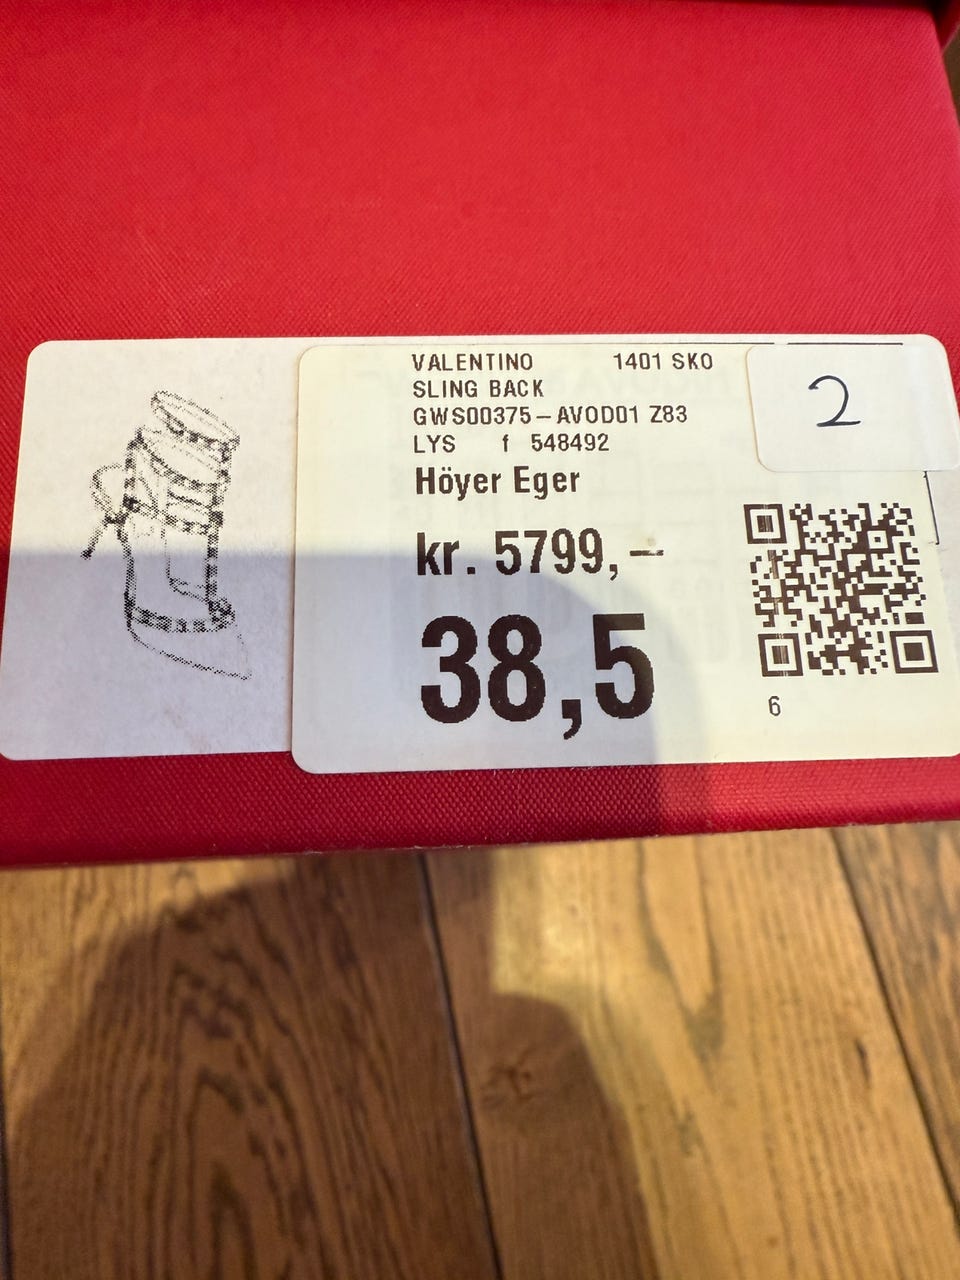 VALENTINO 1401 SKO
SLING BACK
GWS00375-AVOD01 Z83
LYS f 548492
Höyer Eger
kr. 5799,-
38,5
2
6